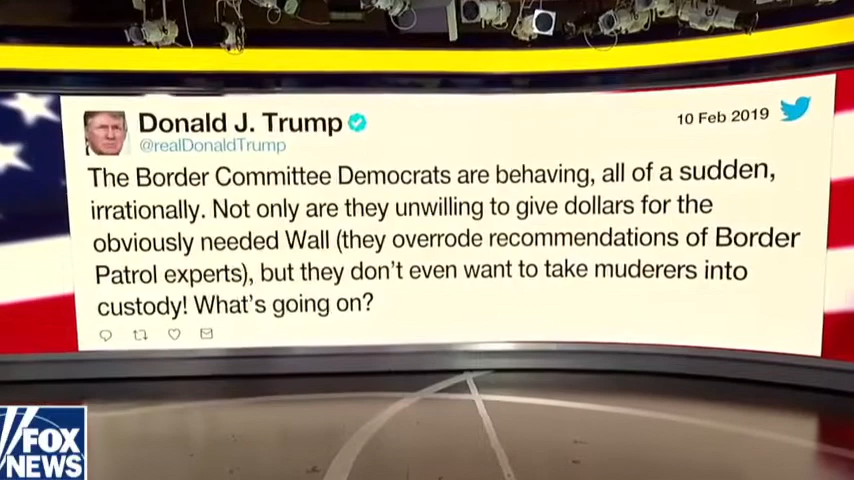 Donald J. Trump
@realDonaldTrump
10 Feb 2019
The Border Committee Democrats are behaving, all of a sudden,
irrationally. Not only are they unwilling to give dollars for the
obviously needed Wall (they overrode recommendations of Border
Patrol experts), but they don't even want to take muderers into
custody! What's going on?
FOX
NEWS